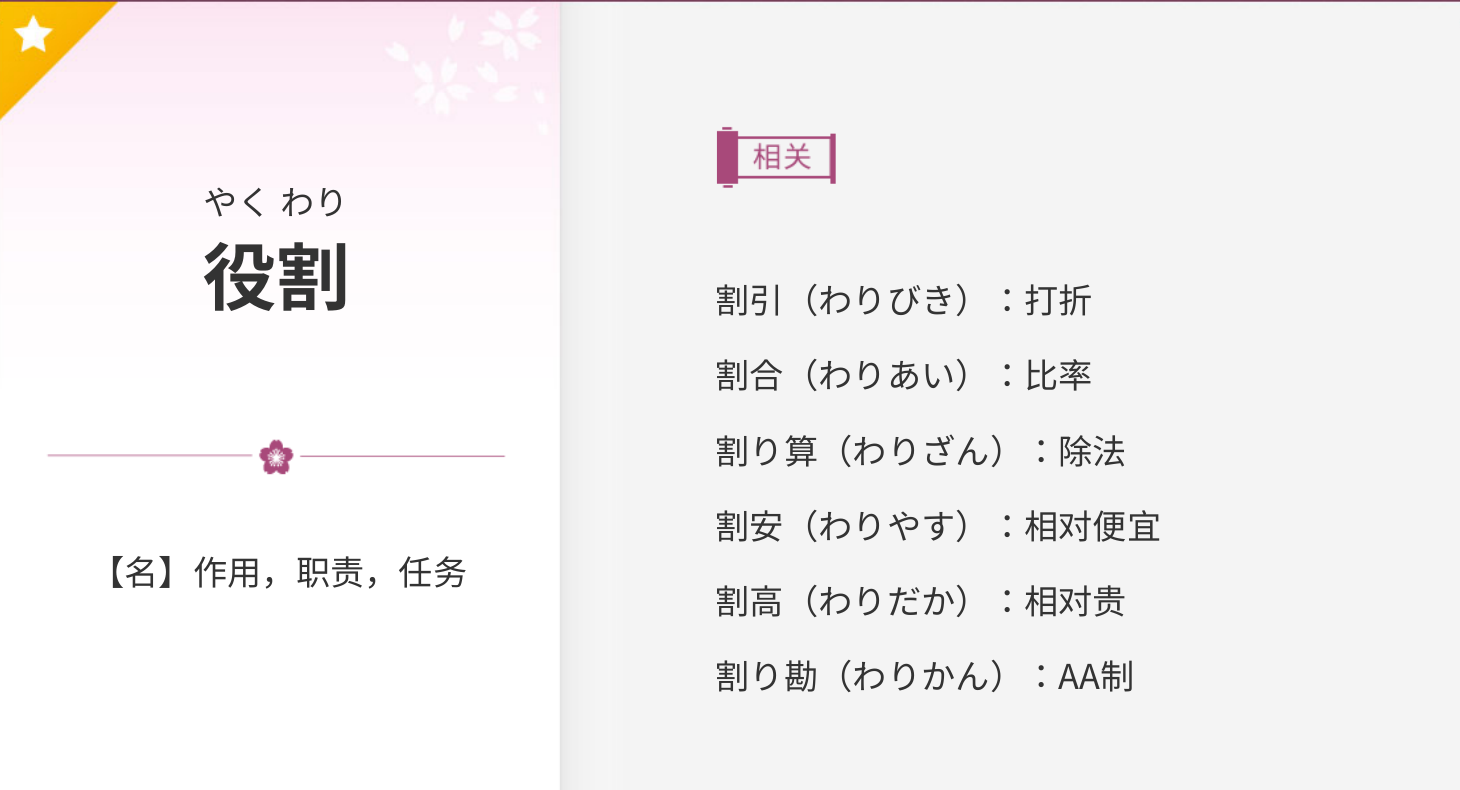 やく わり
役割
【名】作用，职责，任务
相关
割引（わりびき）：打折
割合（わりあい）：比率
割り算（わりざん）：除法
割安（わりやす）：相对便宜
割高（わりだか）：相对贵
割り勘（わりかん）：AA制